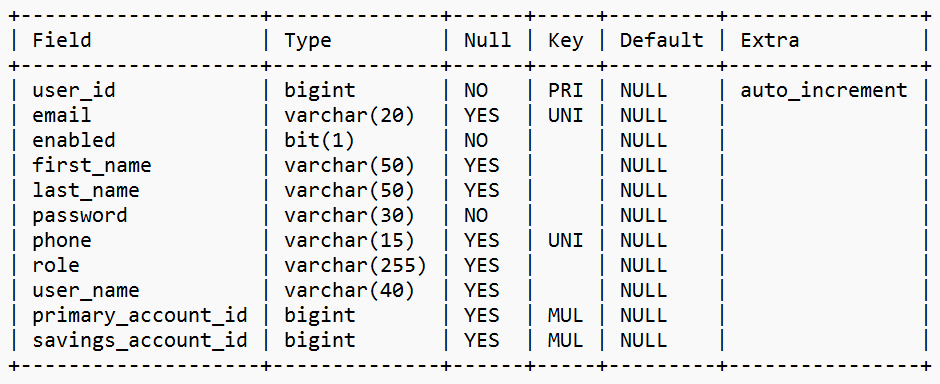 +---------------------+--------------+------+-----+---------+----------------+
| Field               | Type         | Null | Key | Default | Extra          |
+---------------------+--------------+------+-----+---------+----------------+
| user_id             | bigint       | NO   | PRI | NULL    | auto_increment |
| email               | varchar(20)  | YES  | UNI | NULL    |                |
| enabled             | bit(1)       | NO   |     | NULL    |                |
| first_name          | varchar(50)  | YES  |     | NULL    |                |
| last_name           | varchar(50)  | YES  |     | NULL    |                |
| password            | varchar(30)  | NO   |     | NULL    |                |
| phone               | varchar(15)  | YES  | UNI | NULL    |                |
| role                | varchar(255) | YES  |     | NULL    |                |
| user_name           | varchar(40)  | YES  |     | NULL    |                |
| primary_account_id  | bigint       | YES  | MUL | NULL    |                |
| savings_account_id  | bigint       | YES  | MUL | NULL    |                |
+---------------------+--------------+------+-----+---------+----------------+